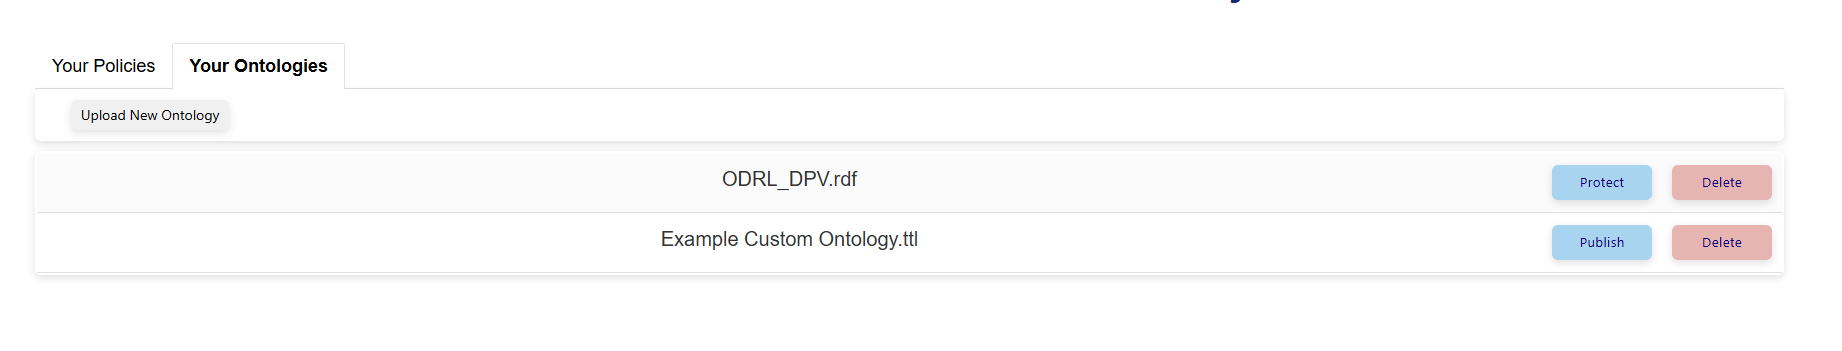 Your Policies
Your Ontologies
Upload New Ontology
ODRL_DPV.rdf
Protect
Delete
Example Custom Ontology.ttl
Publish
Delete